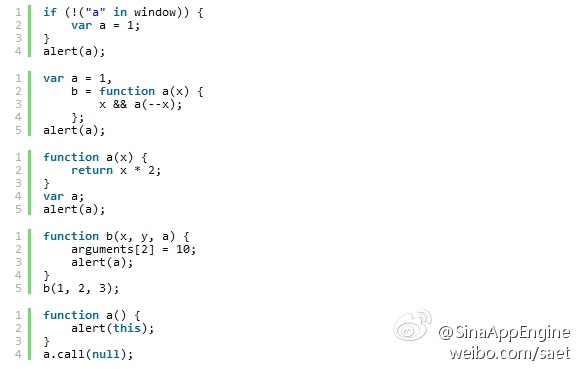 1 if (!("a" in window)) {
2     var a = 1;
3 }
4 alert(a);
1 var a = 1,
2     b = function a(x) {
3         x && a(--x);
4     };
5 alert(a);
1 function a(x) {
2     return x * 2;
3 }
4 var a;
5 alert(a);
1 function b(x, y, a) {
2     arguments[2] = 10;
3     alert(a);
4 }
5 b(1, 2, 3);
1 function a() {
2     alert(this);
3 }
4 a.call(null);
@SinaAppEngine
weibo.com/saet